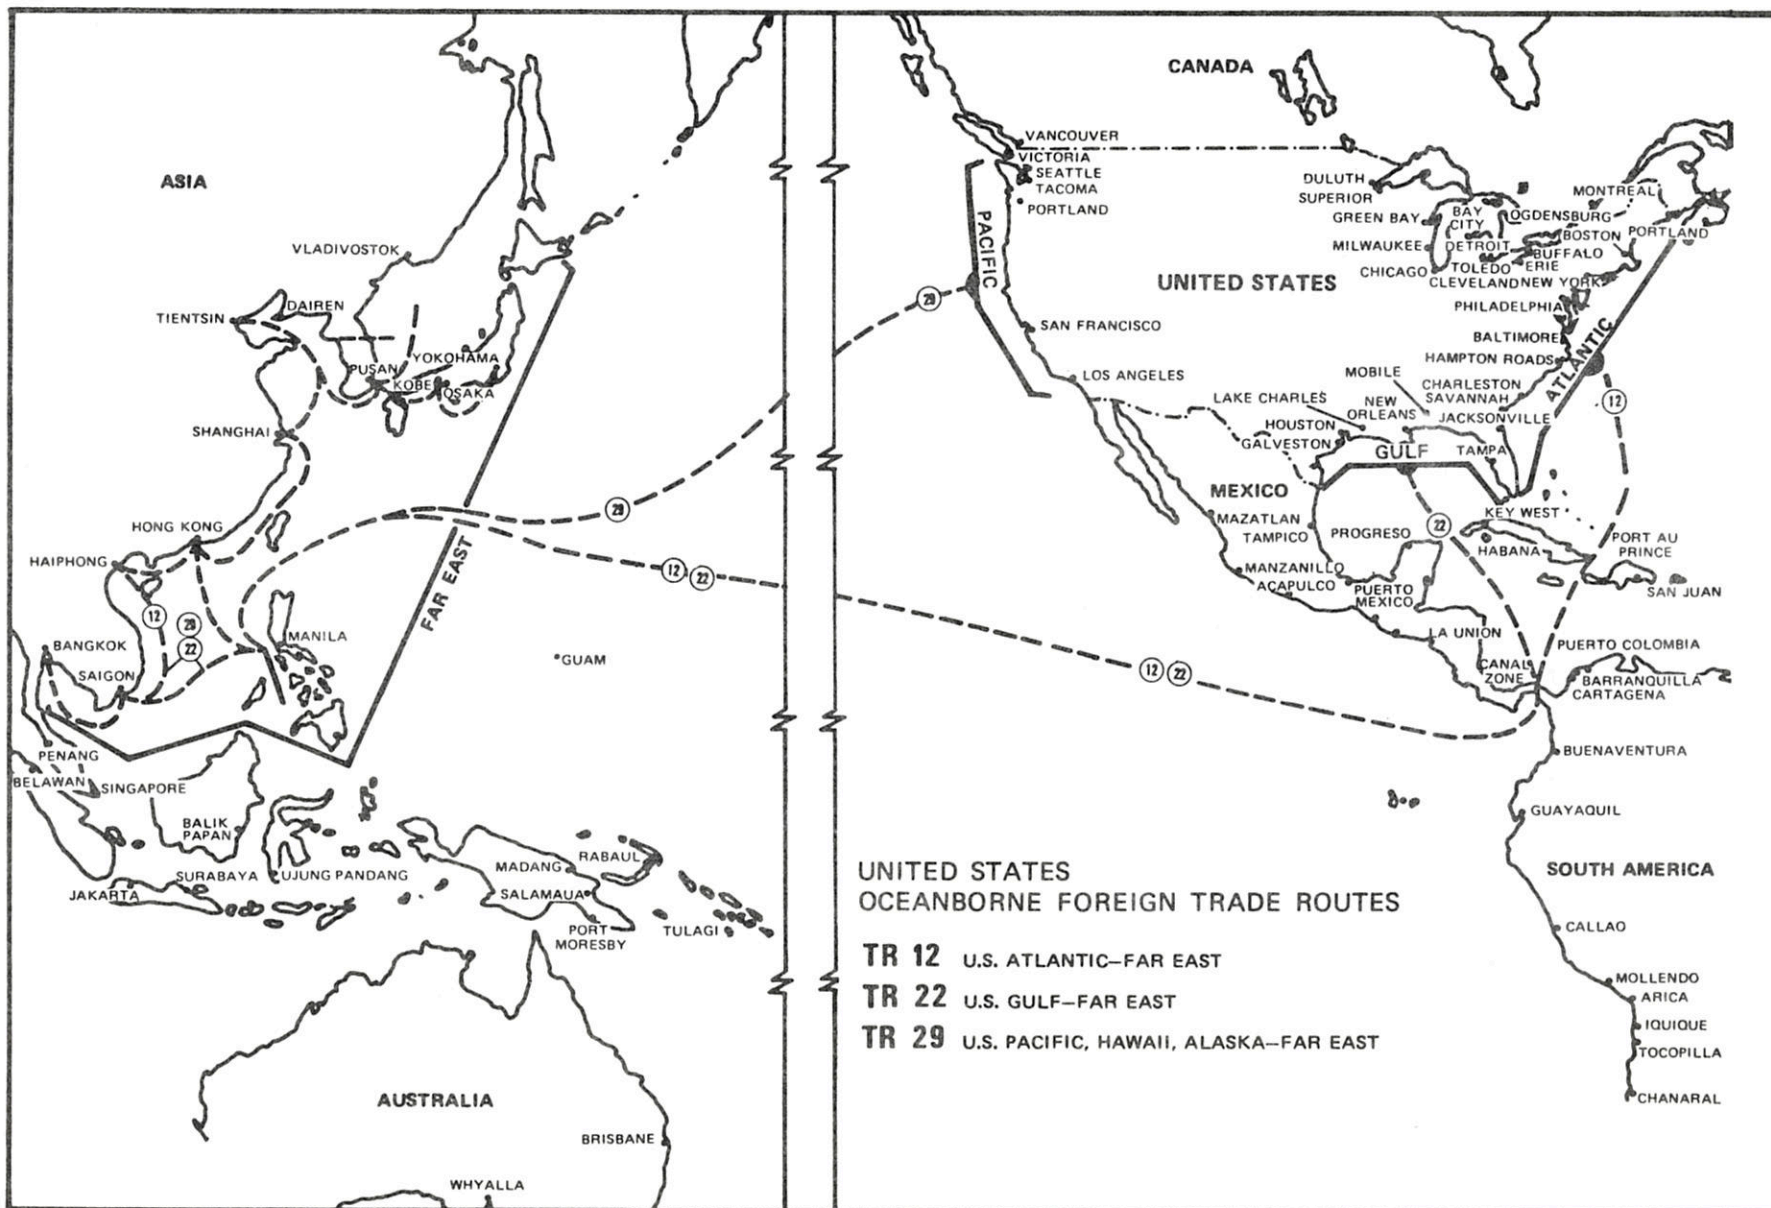 ASIA
VLADIVOSTOK
DAIREN
TIENTSIN
YOKOHAMA
PUSAN
KOBE
OSAKA
SHANGHAI
HONG KONG
HAIPHONG
FAR EAST
12
29
22
29
12 22
BANGKOK
MANILA
SAIGON
GUAM
PENANG
BELAWAN
SINGAPORE
BALIK
PAPAN
SURABAYA
UJUNG PANDANG
JAKARTA
MADANG
RABAUL
SALAMAUA
PORT
MORESBY
TULAGI
AUSTRALIA
BRISBANE
WHYALLA
CANADA
VANCOUVER
VICTORIA
SEATTLE
TACOMA
PORTLAND
PACIFIC
29
SAN FRANCISCO
LOS ANGELES
UNITED STATES
DULUTH
SUPERIOR
GREEN BAY
MILWAUKEE
CHICAGO
BAY
CITY
DETROIT
TOLEDO
CLEVELAND
ERIE
BUFFALO
OGDENSBURG
MONTREAL
BOSTON
PORTLAND
NEW YORK
PHILADELPHIA
BALTIMORE
HAMPTON ROADS
ATLANTIC
12
MOBILE
CHARLESTON
SAVANNAH
JACKSONVILLE
LAKE CHARLES
NEW
ORLEANS
HOUSTON
GALVESTON
GULF
TAMPA
KEY WEST
22
MEXICO
MAZATLAN
TAMPICO
PROGRESO
HABANA
PORT AU
PRINCE
SAN JUAN
MANZANILLO
ACAPULCO
PUERTO
MEXICO
LA UNION
CANAL
ZONE
PUERTO COLOMBIA
BARRANQUILLA
CARTAGENA
12 22
BUENAVENTURA
GUAYAQUIL
SOUTH AMERICA
CALLAO
MOLLENDO
ARICA
IQUIQUE
TOCOPILLA
CHANARAL
UNITED STATES
OCEANBORNE FOREIGN TRADE ROUTES
TR 12 U.S. ATLANTIC–FAR EAST
TR 22 U.S. GULF–FAR EAST
TR 29 U.S. PACIFIC, HAWAII, ALASKA–FAR EAST